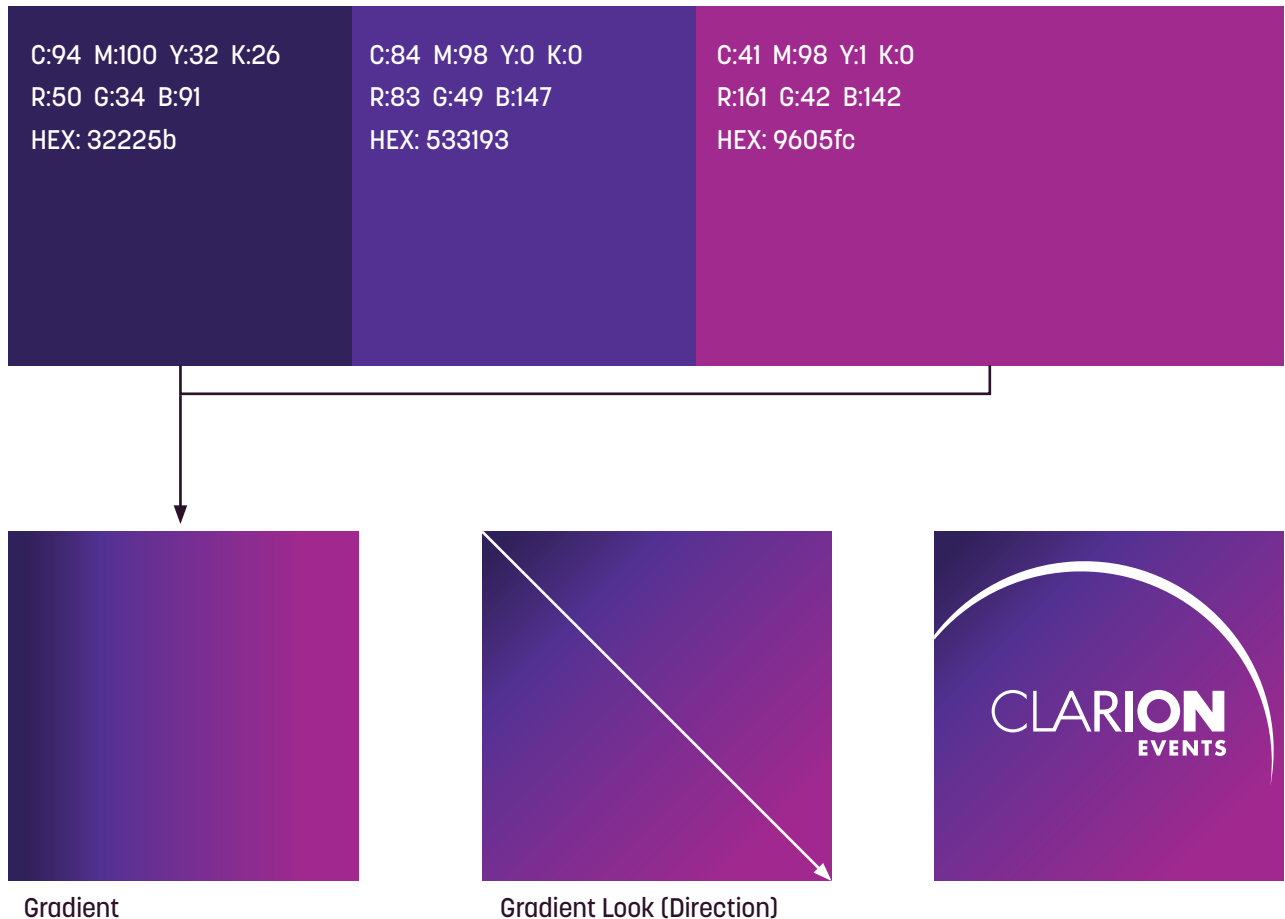 C:94 M:100 Y:32 K:26
R:50 G:34 B:91
HEX: 32225b
C:84 M:98 Y:0 K:0
R:83 G:49 B:147
HEX: 533193
C:41 M:98 Y:1 K:0
R:161 G:42 B:142
HEX: 9605fc
CLARION
EVENTS
Gradient
Gradient Look (Direction)